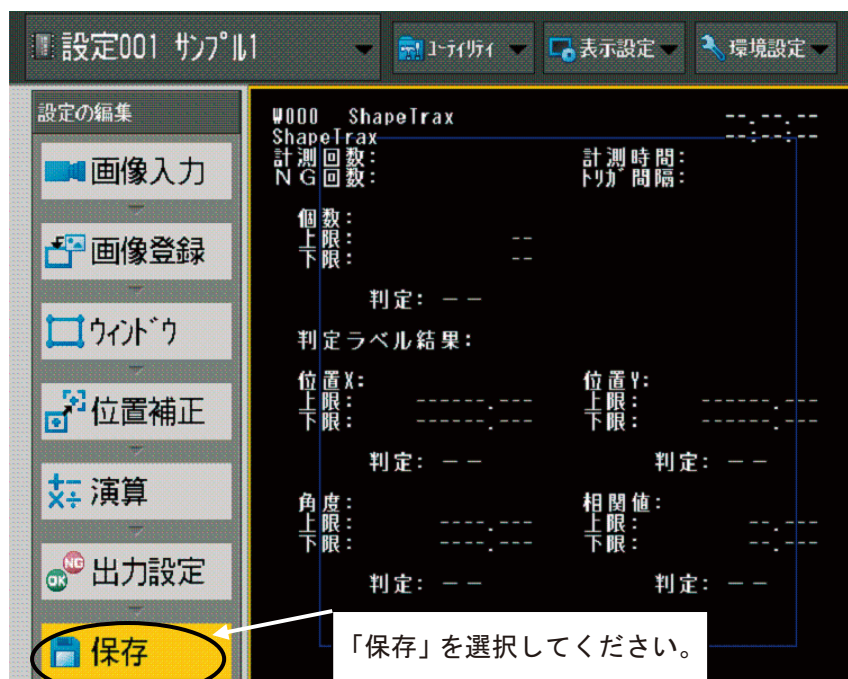 設定001 ｻﾝﾌﾟﾙ1 ﾕｰﾃｨﾘﾃｨ 表示設定 環境設定
設定の編集
画像入力
画像登録
ｳｨﾝﾄﾞｳ
位置補正
演算
出力設定
保存
W000 ShapeTrax --.--.--
ShapeTrax --:--:--
計測回数: 計測時間:
NG回数: ﾄﾘｶﾞ間隔:
個数:
上限: --
下限: --
判定: --
判定ラベル結果:
位置X: 位置Y:
上限: ------.--- 上限: ------.---
下限: ------.--- 下限: ------.---
判定: -- 判定: --
角度: 相関値:
上限: ----.--- 上限: --.---
下限: ----.--- 下限: --.---
判定: -- 判定: --
「保存」を選択してください。